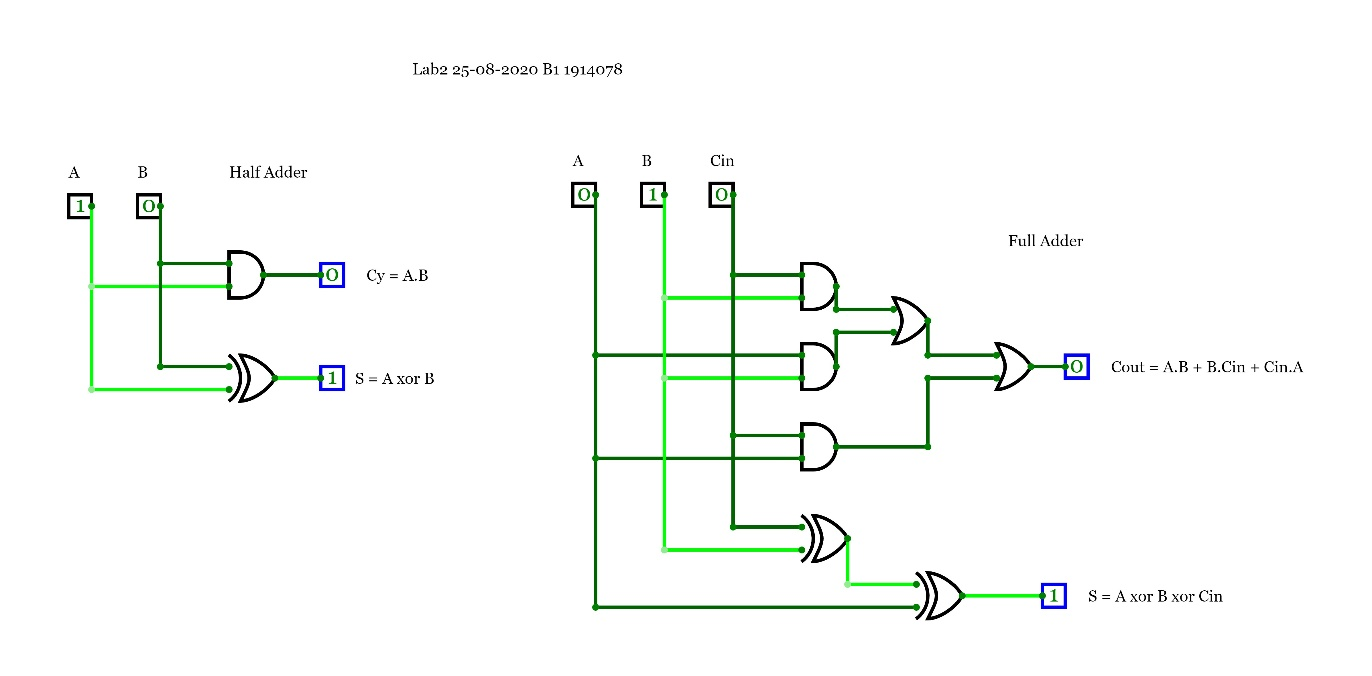 Lab2 25-08-2020 B1 1914078
A B Half Adder
1 0
0 Cy = A.B
1 S = A xor B
A B Cin
0 1 0
Full Adder
0 Cout = A.B + B.Cin + Cin.A
1 S = A xor B xor Cin